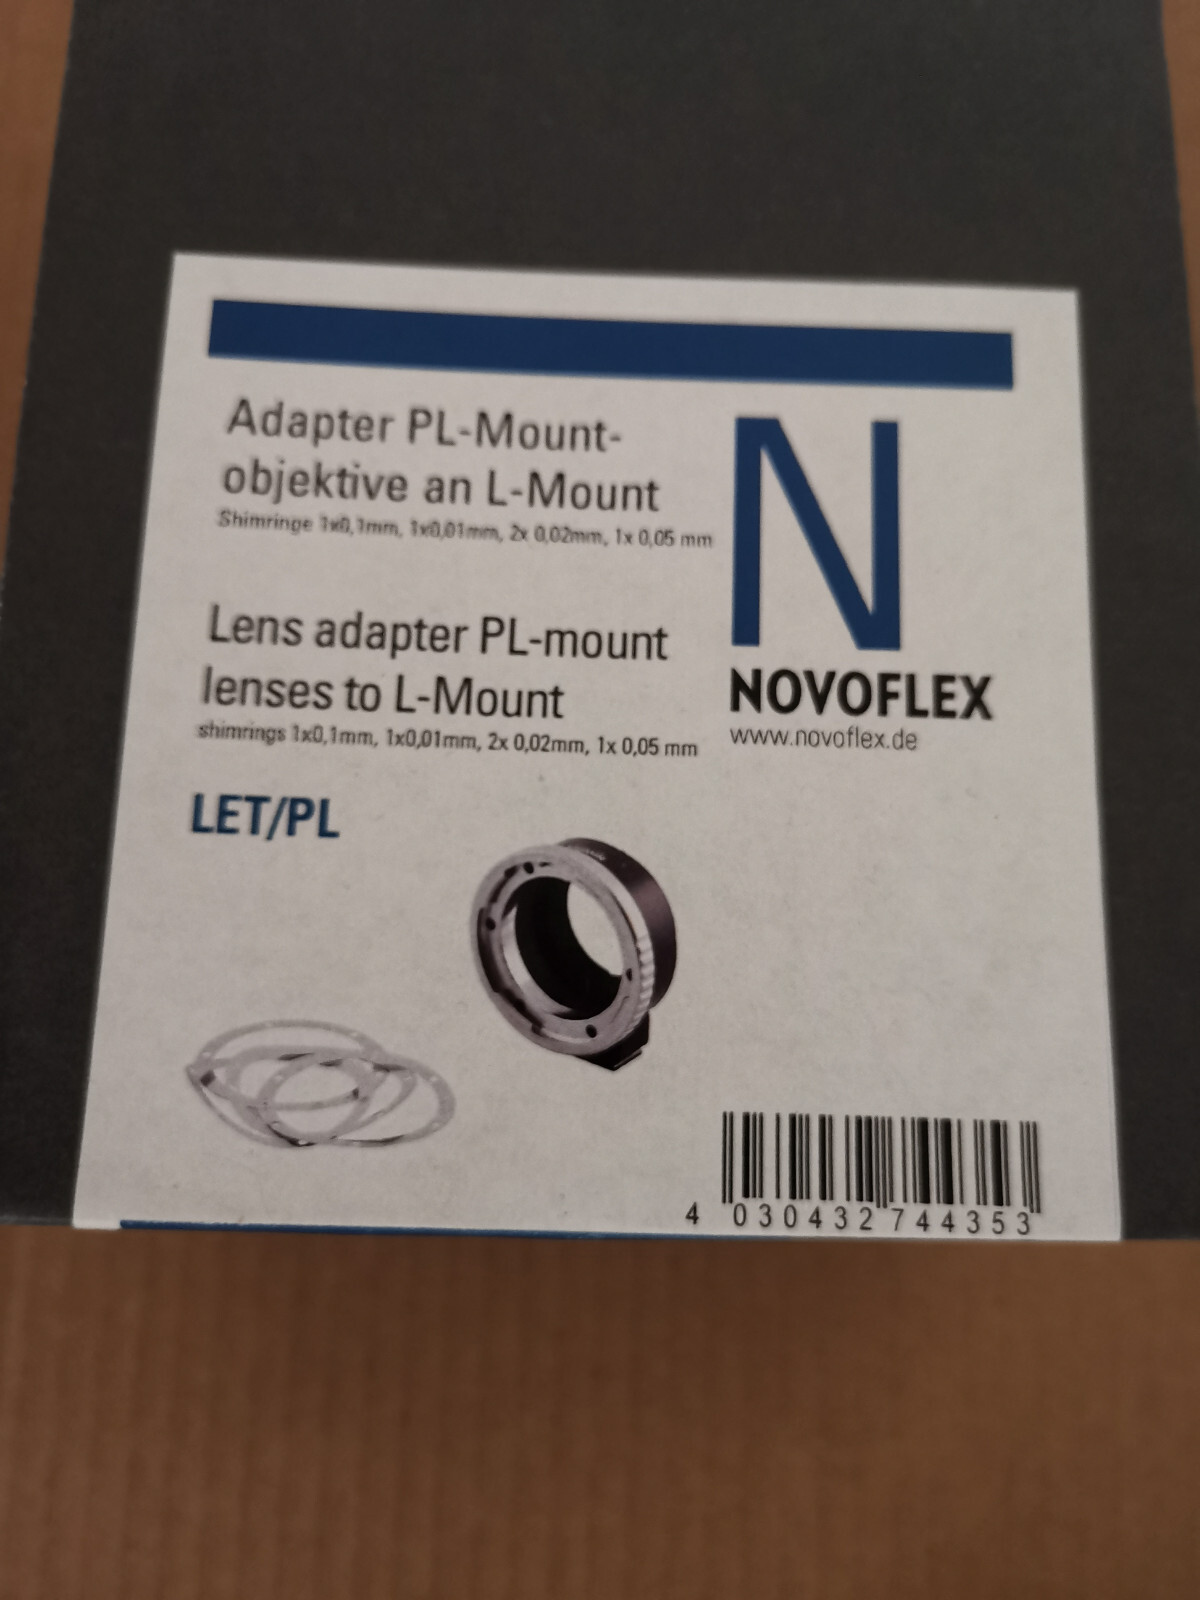 Adapter PL-Mount-
objektive an L-Mount
Shimringe 1x0,1mm, 1x0,01mm, 2x 0,02mm, 1x 0,05 mm
Lens adapter PL-mount
lenses to L-Mount
shimrings 1x0,1mm, 1x0,01mm, 2x 0,02mm, 1x 0,05 mm
LET/PL
N
NOVOFLEX
www.novoflex.de
4 030432 744353